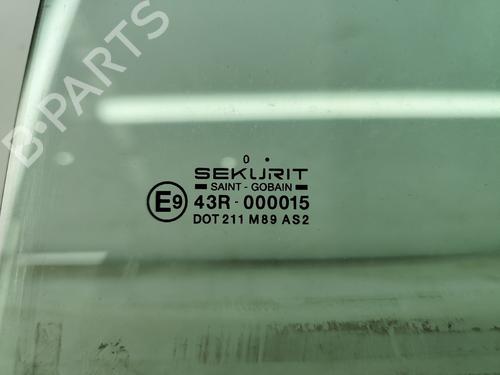 B-PARTS
0 •
SEKURIT
SAINT - GOBAIN
E9 43R - 000015
DOT 211 M89 AS2